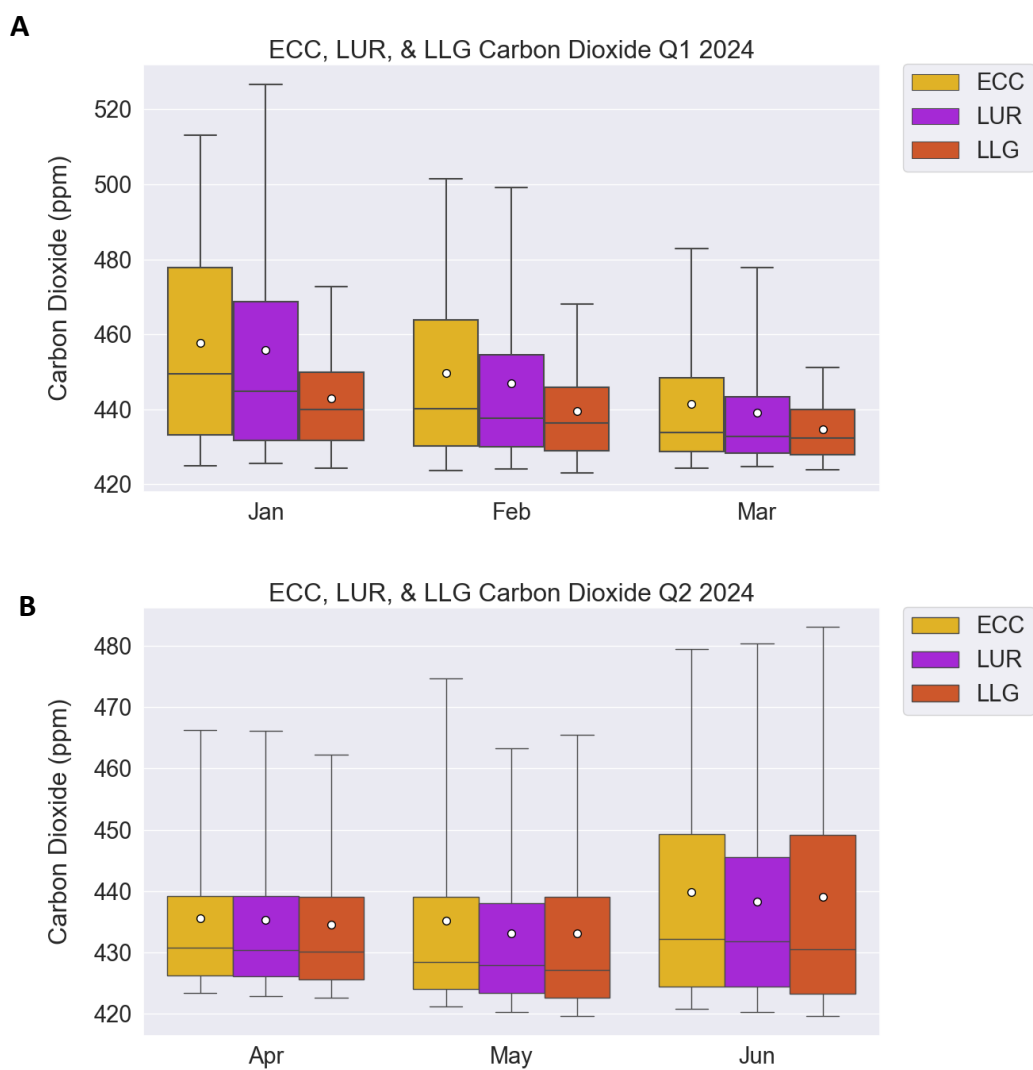 A
ECC, LUR, & LLG Carbon Dioxide Q1 2024
Carbon Dioxide (ppm)
520
500
480
460
440
420
Jan
Feb
Mar
ECC
LUR
LLG
B
ECC, LUR, & LLG Carbon Dioxide Q2 2024
Carbon Dioxide (ppm)
480
470
460
450
440
430
420
Apr
May
Jun
ECC
LUR
LLG